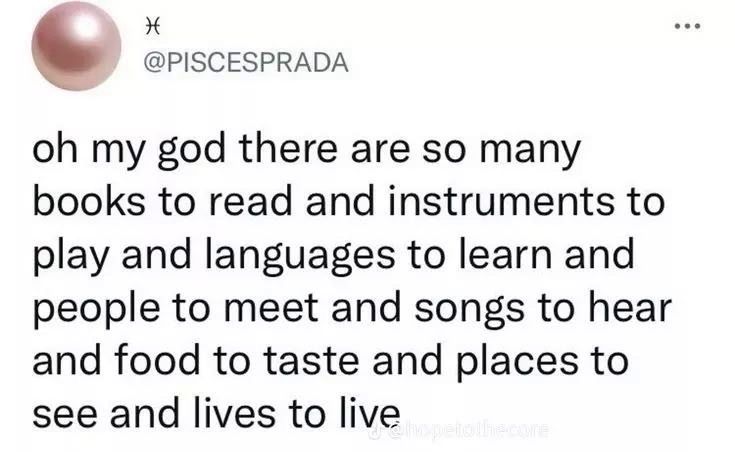 ♓
@PISCESPRADA
oh my god there are so many
books to read and instruments to
play and languages to learn and
people to meet and songs to hear
and food to taste and places to
see and lives to live
@hopetothecore